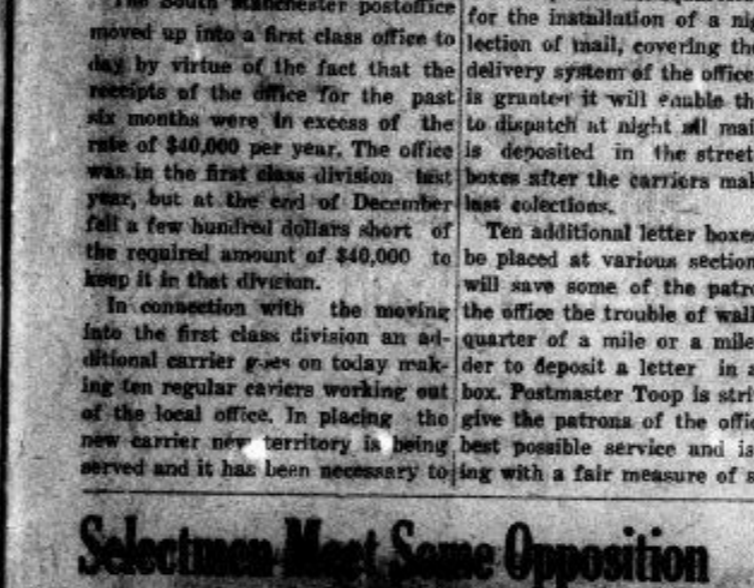 The South Manchester postoffice
moved up into a first class office to
day by virtue of the fact that the
receipts of the office for the past
six months were in excess of the
rate of $40,000 per year. The office
was in the first class division last
year, but at the end of December
fell a few hundred dollars short of
the required amount of $40,000 to
keep it in that division.
In connection with the moving
into the first class division an ad-
ditional carrier goes on today mak-
ing ten regular cariers working out
of the local office. In placing the
new carrier new territory is being
served and it has been necessary to
for the installation of a
lection of mail, covering the
delivery system of the office
is granter it will enable
to dispatch at night all
is deposited in the street
boxes after the carriers
last colections.
Ten additional letter boxes
be placed at various section
will save some of the
the office the trouble of
quarter of a mile or a mile
der to deposit a letter in
box. Postmaster Toop is
give the patrons of the
best possible service and is
ing with a fair measure of
Selectmen Meet Some Opposition